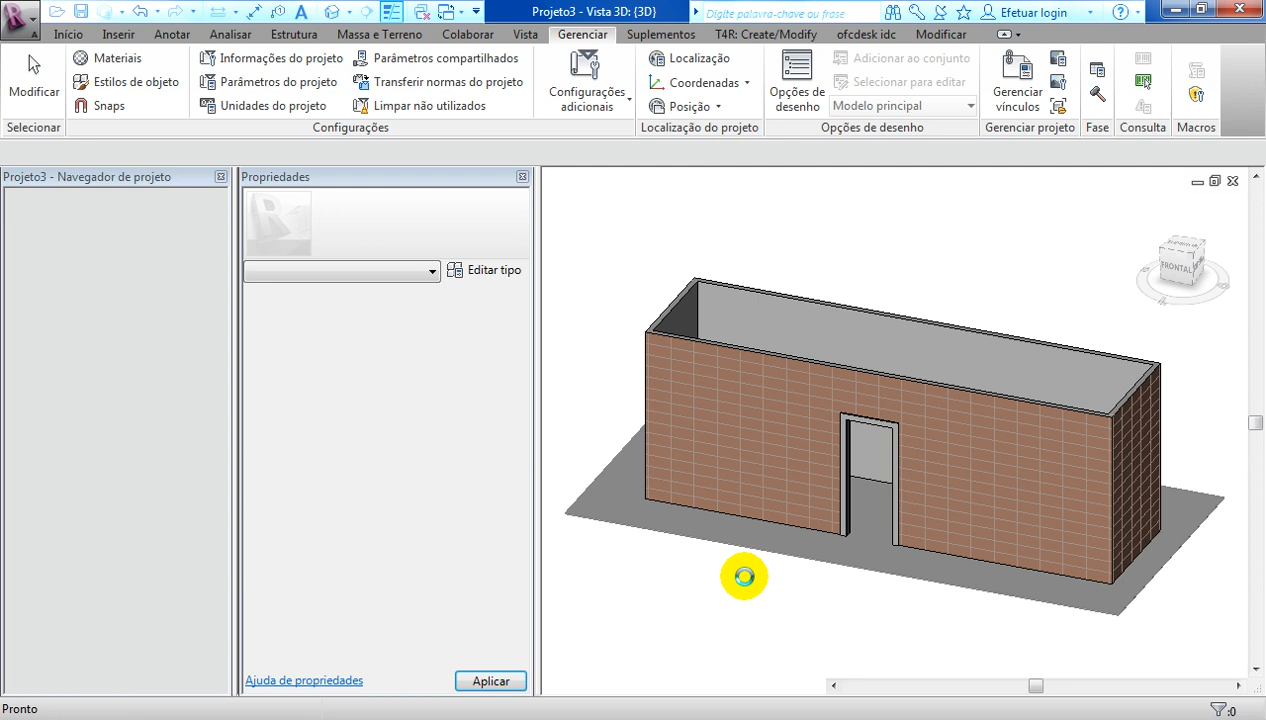 Projeto3 - Vista 3D: {3D}
Digite palavra-chave ou frase
Efetuar login
Início Inserir Anotar Analisar Estrutura Massa e Terreno Colaborar Vista Gerenciar Suplementos T4R: Create/Modify ofcdesk idc Modificar
Modificar
Selecionar
Materiais
Estilos de objeto
Snaps
Informações do projeto
Parâmetros do projeto
Unidades do projeto
Parâmetros compartilhados
Transferir normas do projeto
Limpar não utilizados
Configurações
adicionais
Configurações
Localização
Coordenadas
Posição
Localização do projeto
Opções de
desenho
Adicionar ao conjunto
Selecionar para editar
Modelo principal
Opções de desenho
Gerenciar
vínculos
Gerenciar projeto
Fase
Consulta
Macros
Projeto3 - Navegador de projeto
Propriedades
Editar tipo
FRONTAL
Ajuda de propriedades
Aplicar
Pronto
:0